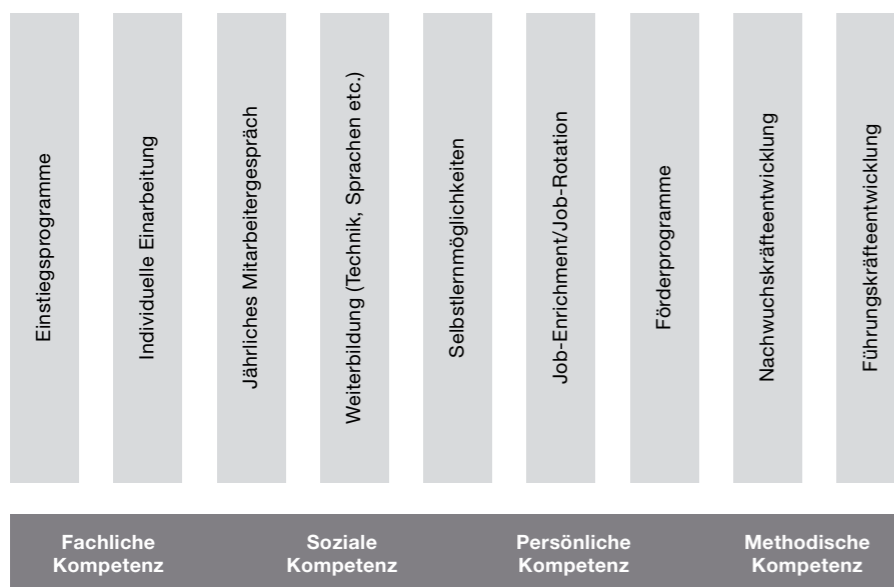 Einstiegsprogramme
Individuelle Einarbeitung
Jährliches Mitarbeitergespräch
Weiterbildung (Technik, Sprachen etc.)
Selbstlernmöglichkeiten
Job-Enrichment/Job-Rotation
Förderprogramme
Nachwuchskräfteentwicklung
Führungskräfteentwicklung
Fachliche
Kompetenz
Soziale
Kompetenz
Persönliche
Kompetenz
Methodische
Kompetenz